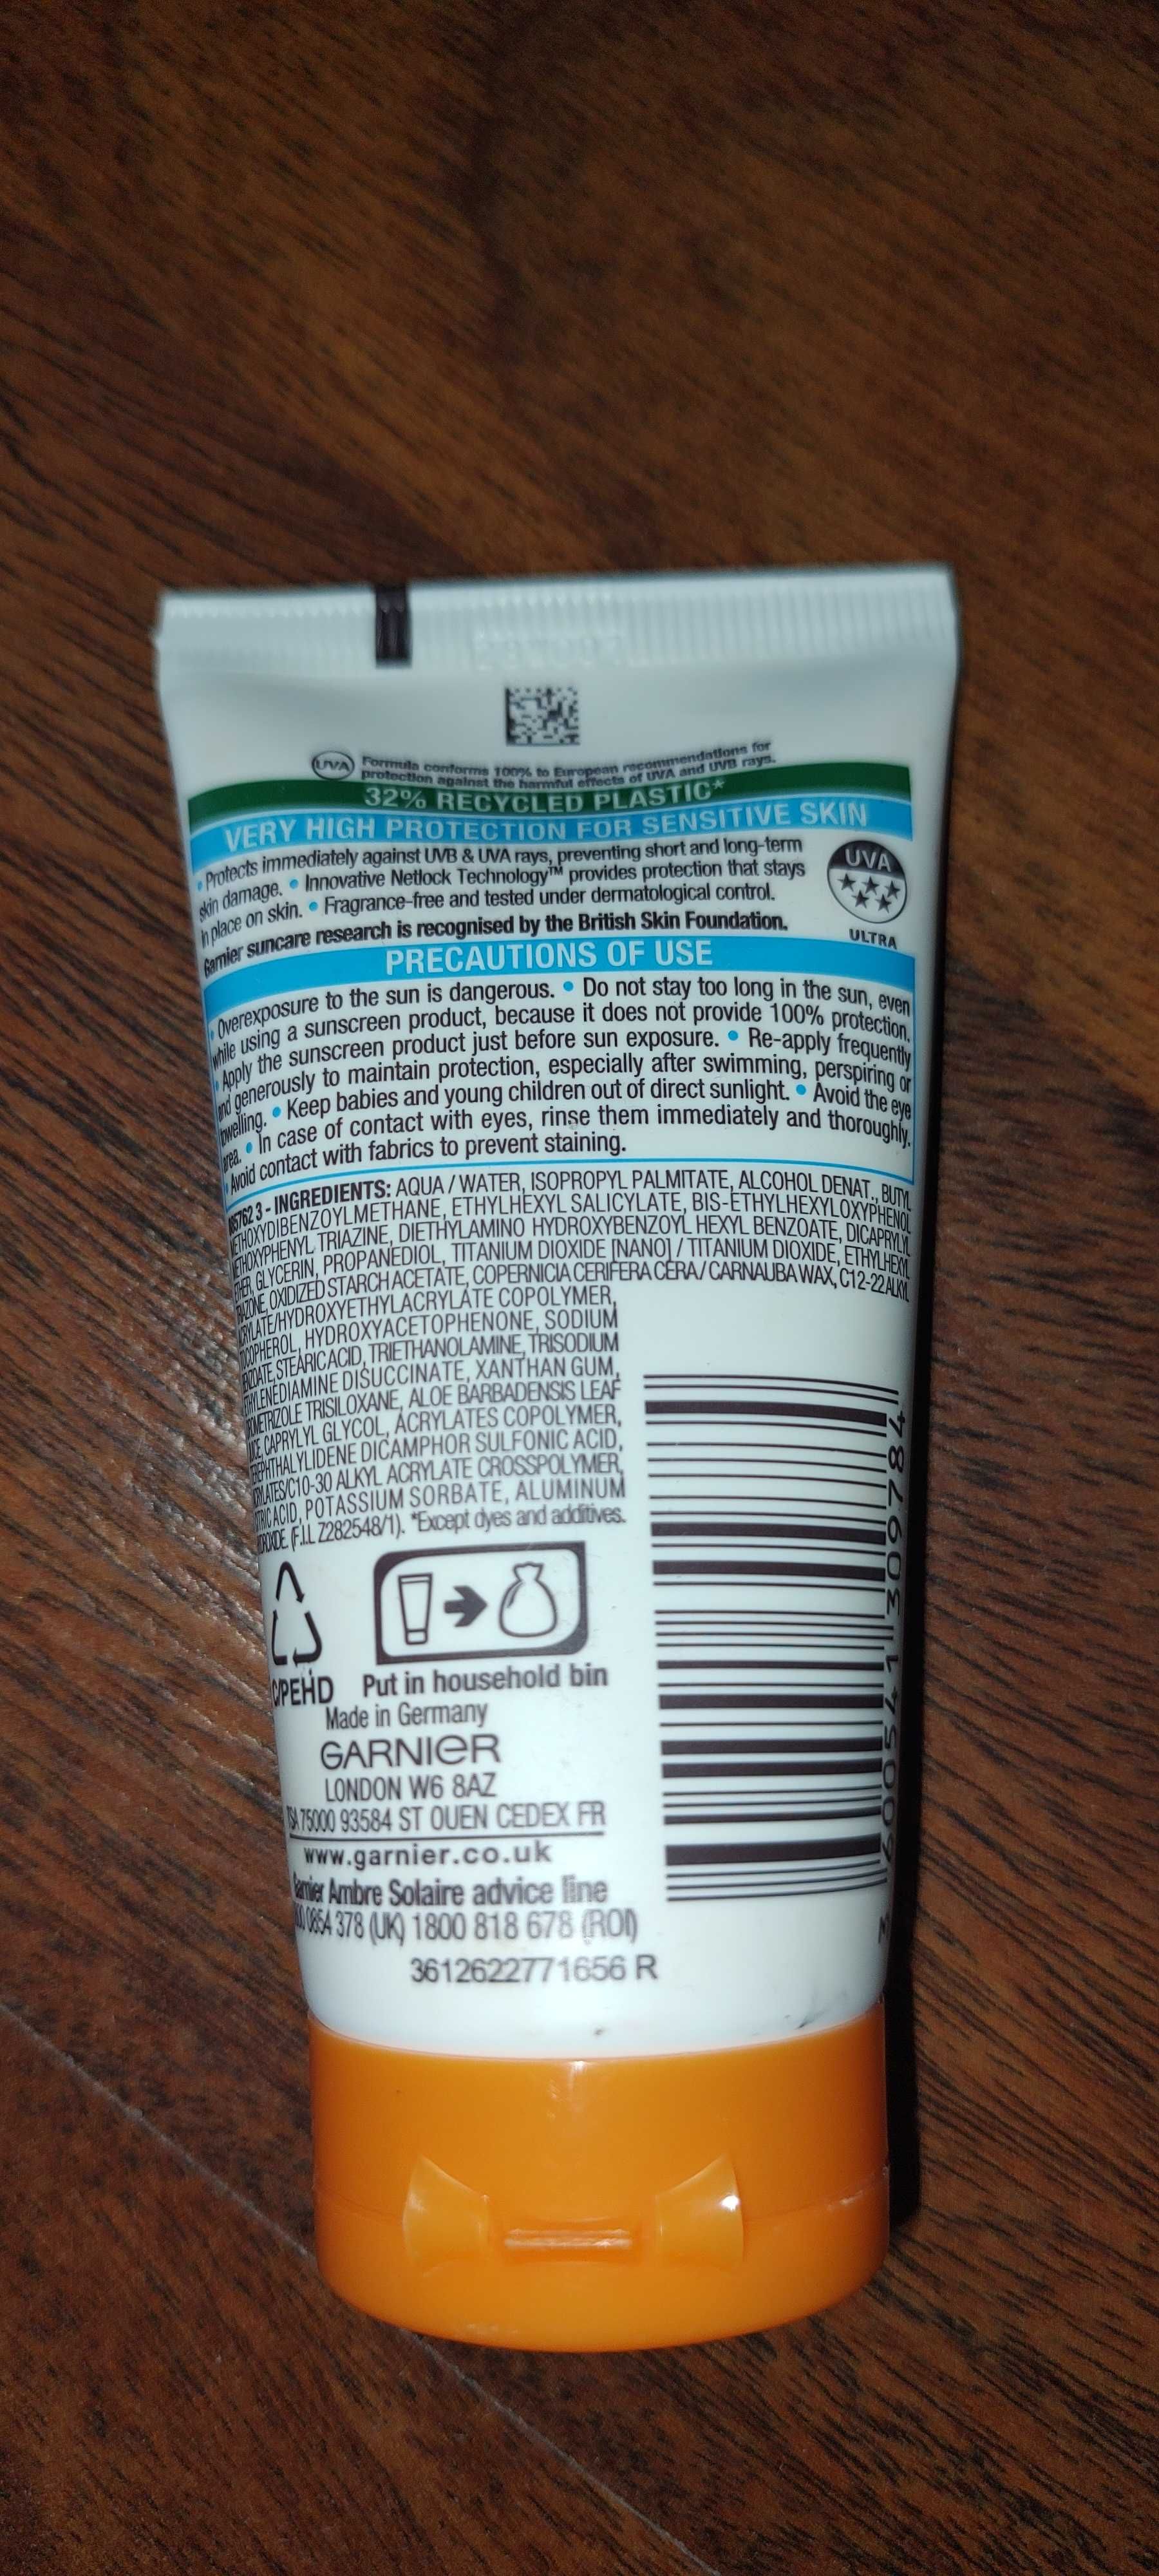 UVA
Formula conforms 100% to European recommendations for
protection against the harmful effects of UVA and UVB rays.
32% RECYCLED PLASTIC*
VERY HIGH PROTECTION FOR SENSITIVE SKIN
• Protects immediately against UVB & UVA rays, preventing short and long-term
skin damage. • Innovative Netlock Technology™ provides protection that stays
in place on skin. • Fragrance-free and tested under dermatological control.
Garnier suncare research is recognised by the British Skin Foundation.
UVA
ULTRA
PRECAUTIONS OF USE
• Overexposure to the sun is dangerous. • Do not stay too long in the sun, even
while using a sunscreen product, because it does not provide 100% protection.
• Apply the sunscreen product just before sun exposure. • Re-apply frequently
and generously to maintain protection, especially after swimming, perspiring or
towelling. • Keep babies and young children out of direct sunlight. • Avoid the eye
area. • In case of contact with eyes, rinse them immediately and thoroughly.
• Avoid contact with fabrics to prevent staining.
3 - INGREDIENTS: AQUA / WATER, ISOPROPYL PALMITATE, ALCOHOL DENAT., BUTYL
METHOXYDIBENZOYLMETHANE, ETHYLHEXYL SALICYLATE, BIS-ETHYLHEXYLOXYPHENOL
METHOXYPHENYL TRIAZINE, DIETHYLAMINO HYDROXYBENZOYL HEXYL BENZOATE, DICAPRYLYL
ETHER, GLYCERIN, PROPANEDIOL, TITANIUM DIOXIDE [NANO] / TITANIUM DIOXIDE, ETHYLHEXYL
OXIDIZED STARCH ACETATE, COPERNICIA CERIFERA CERA / CARNAUBA WAX, C12-22 ALKYL
ACRYLATE/HYDROXYETHYLACRYLATE COPOLYMER,
TOCOPHEROL, HYDROXYACETOPHENONE, SODIUM
STEARIC ACID, TRIETHANOLAMINE, TRISODIUM
ETHYLENEDIAMINE DISUCCINATE, XANTHAN GUM,
TRISILOXANE, ALOE BARBADENSIS LEAF
JUICE, CAPRYLYL GLYCOL, ACRYLATES COPOLYMER,
TEREPHTHALYLIDENE DICAMPHOR SULFONIC ACID,
ACRYLATES/C10-30 ALKYL ACRYLATE CROSSPOLYMER,
CITRIC ACID, POTASSIUM SORBATE, ALUMINUM
HYDROXIDE. (F.I.L Z282548/1). *Except dyes and additives.
C/PEHD
Put in household bin
Made in Germany
GARNIER
LONDON W6 8AZ
75000 93584 ST OUEN CEDEX FR
www.garnier.co.uk
Garnier Ambre Solaire advice line
0854 378 (UK) 1800 818 678 (ROI)
3612622771656 R
3 600541 309784